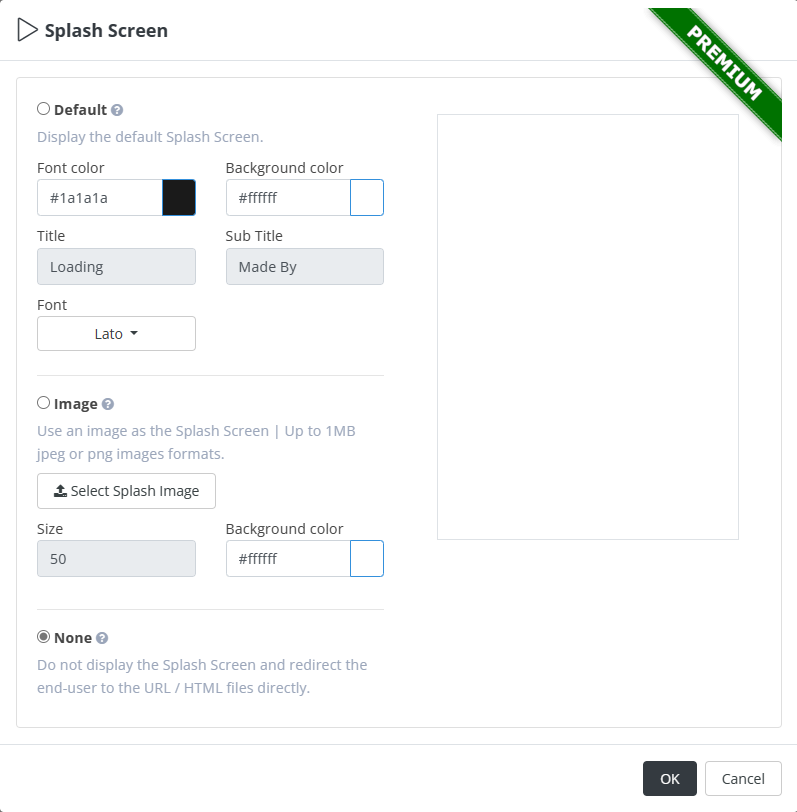 Splash Screen
PREMIUM
Default
Display the default Splash Screen.
Font color
Background color
#1a1a1a
#ffffff
Title
Sub Title
Loading
Made By
Font
Lato
Image
Use an image as the Splash Screen | Up to 1MB
jpeg or png images formats.
Select Splash Image
Size
Background color
50
#ffffff
None
Do not display the Splash Screen and redirect the
end-user to the URL / HTML files directly.
OK
Cancel